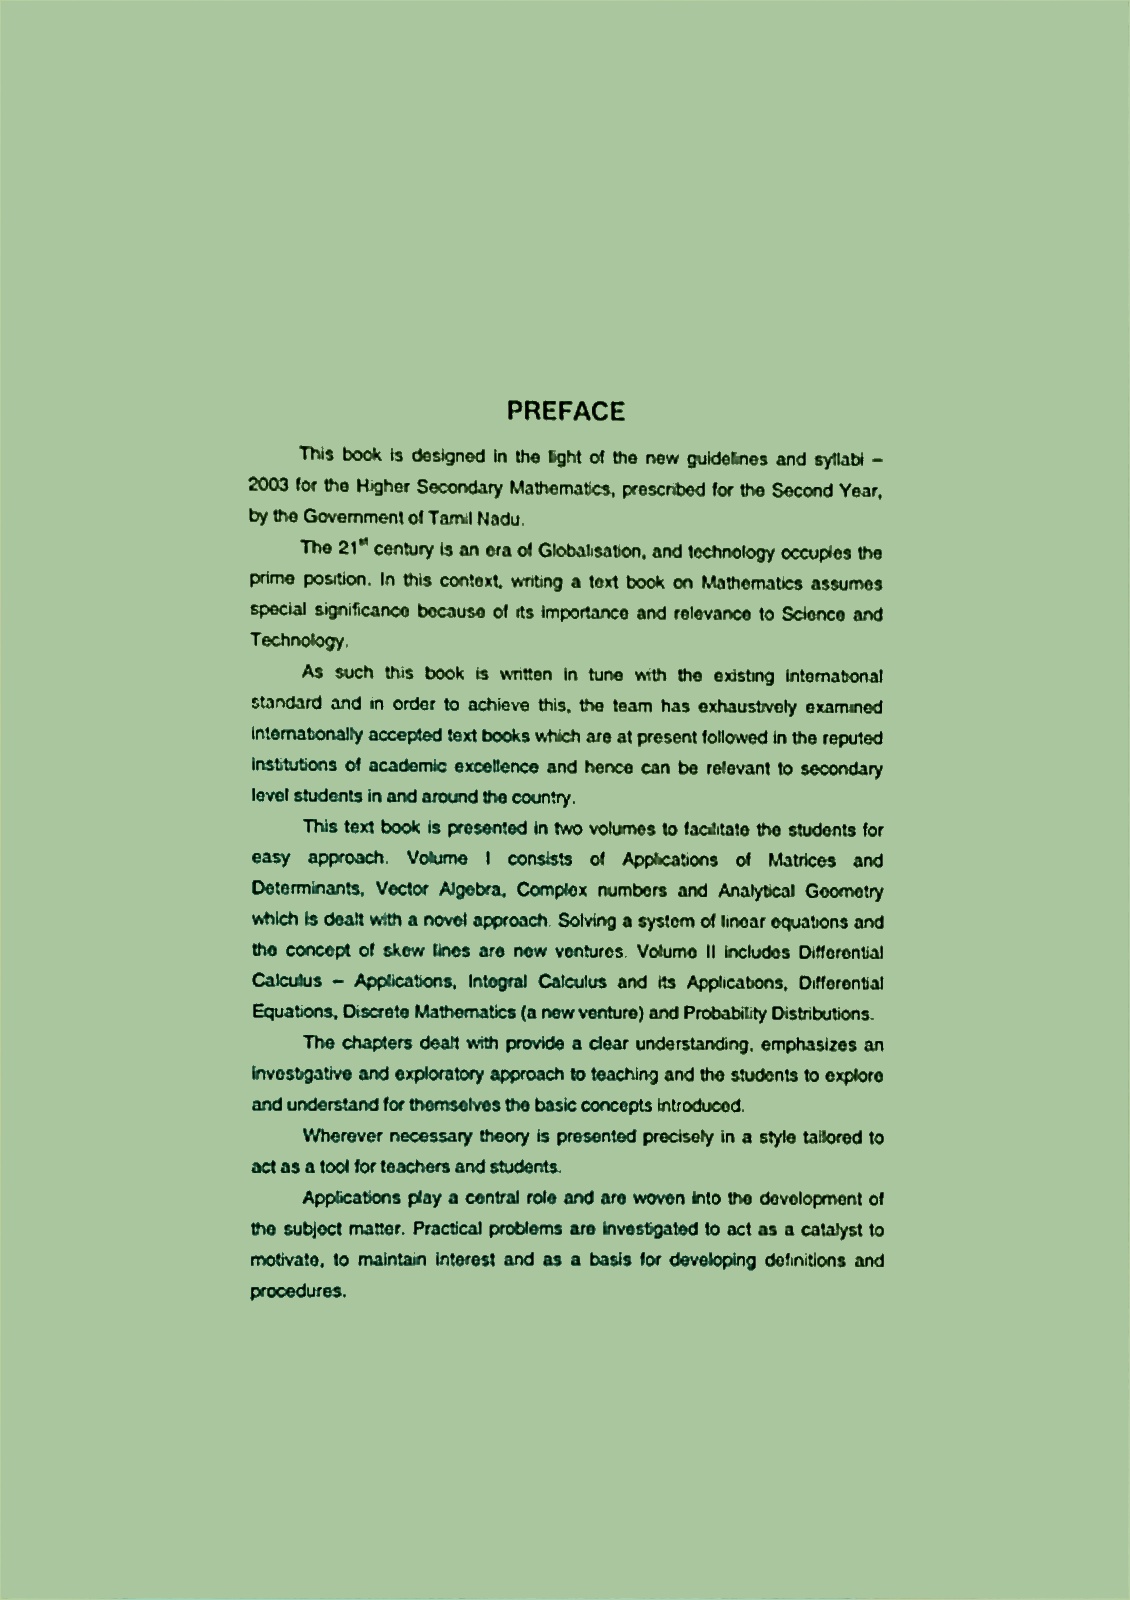 PREFACE
This book is designed in the light of the new guidelines and syllabi –
2003 for the Higher Secondary Mathematics, prescribed for the Second Year,
by the Government of Tamil Nadu.
The 21st century is an era of Globalisation, and technology occupies the
prime position. In this context, writing a text book on Mathematics assumes
special significance because of its importance and relevance to Science and
Technology.
As such this book is written in tune with the existing international
standard and in order to achieve this, the team has exhaustively examined
internationally accepted text books which are at present followed in the reputed
institutions of academic excellence and hence can be relevant to secondary
level students in and around the country.
This text book is presented in two volumes to facilitate the students for
easy approach. Volume I consists of Applications of Matrices and
Determinants, Vector Algebra, Complex numbers and Analytical Geometry
which is dealt with a novel approach. Solving a system of linear equations and
the concept of skew lines are new ventures. Volume II includes Differential
Calculus – Applications, Integral Calculus and its Applications, Differential
Equations, Discrete Mathematics (a new venture) and Probability Distributions.
The chapters dealt with provide a clear understanding, emphasizes an
investigative and exploratory approach to teaching and the students to explore
and understand for themselves the basic concepts introduced.
Wherever necessary theory is presented precisely in a style tailored to
act as a tool for teachers and students.
Applications play a central role and are woven into the development of
the subject matter. Practical problems are investigated to act as a catalyst to
motivate, to maintain interest and as a basis for developing definitions and
procedures.